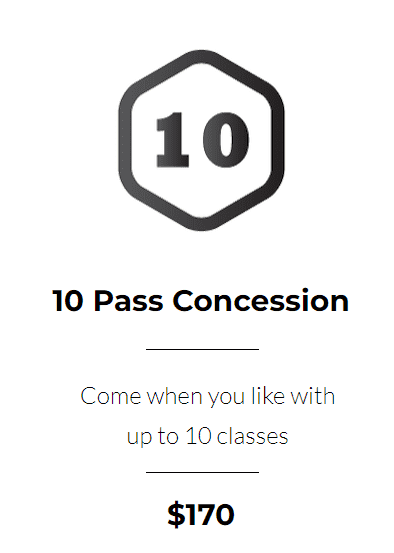 10
10 Pass Concession
Come when you like with
up to 10 classes
$170